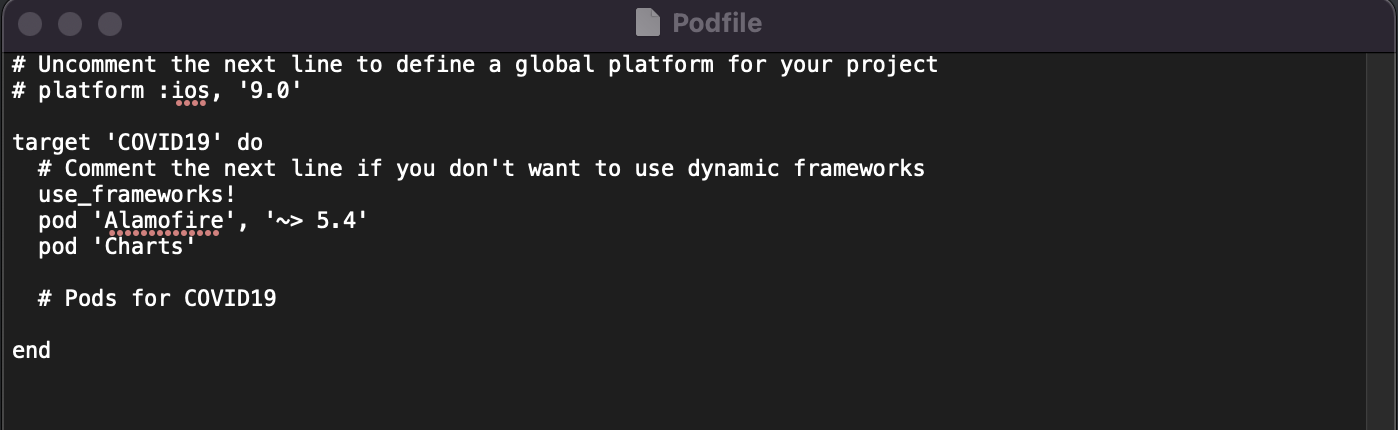 Podfile
# Uncomment the next line to define a global platform for your project
# platform :ios, '9.0'
target 'COVID19' do
# Comment the next line if you don't want to use dynamic frameworks
use_frameworks!
pod 'Alamofire', '~> 5.4'
pod 'Charts'
# Pods for COVID19
end